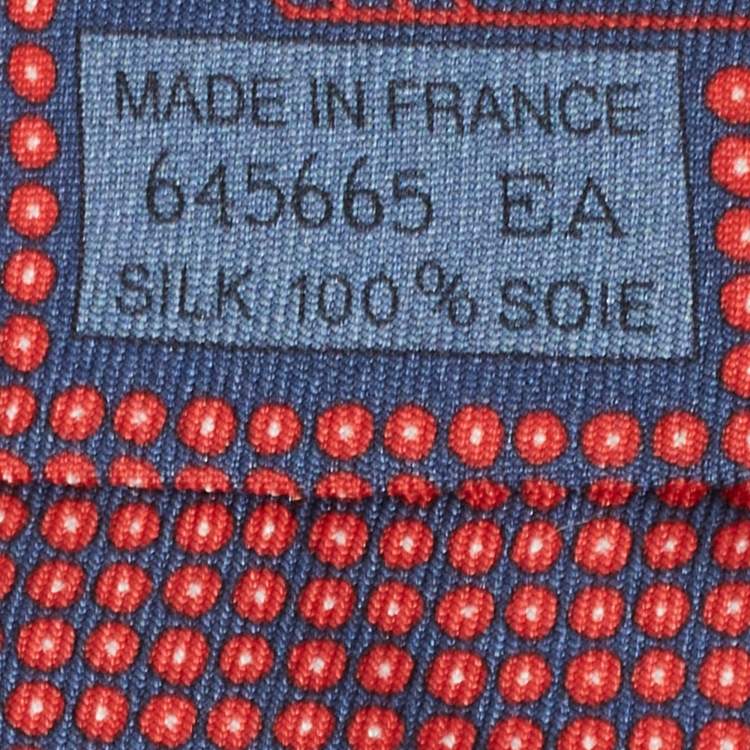 MADE IN FRANCE
645665 EA
SILK 100% SOIE